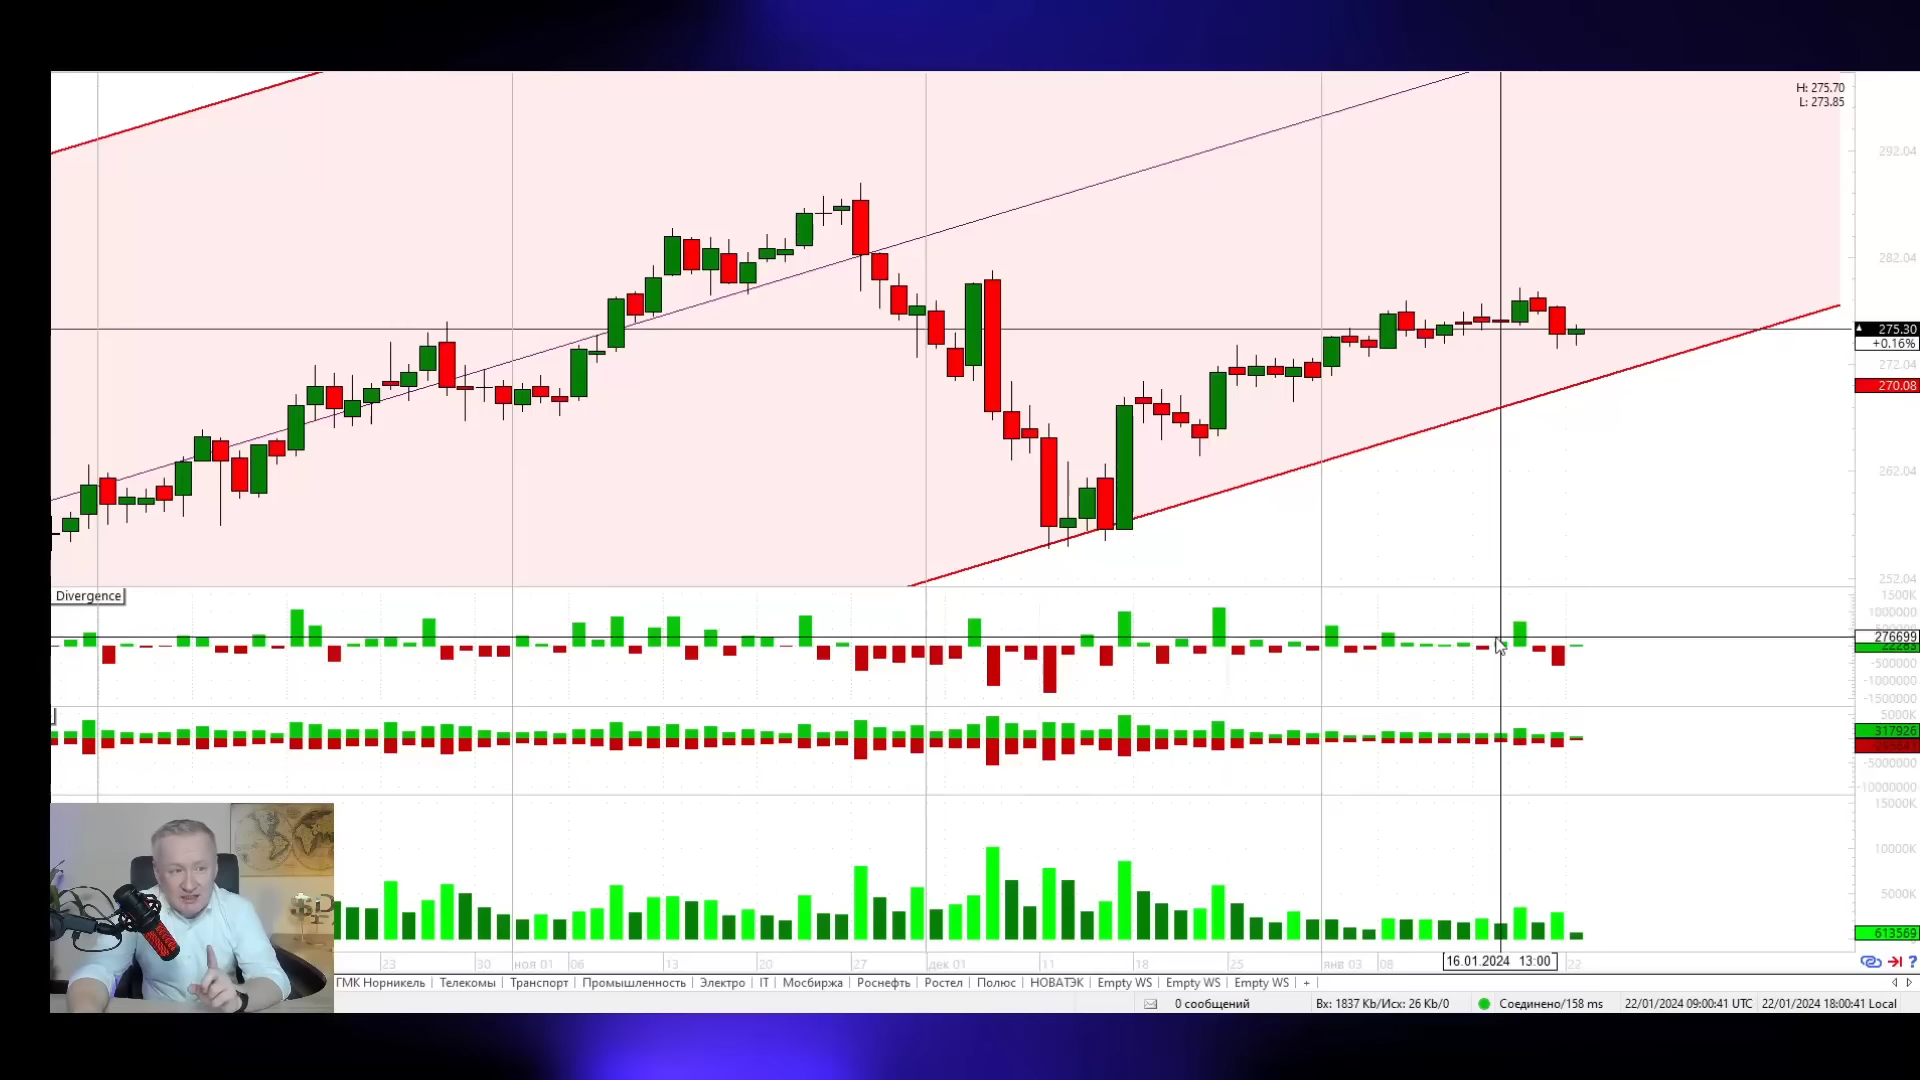 H: 275.70
L: 273.85
292.04
282.04
275.30
+0.16%
272.04
270.08
262.04
252.04
Divergence
1500K
1000000
276699
22283
-500000
-1000000
-1500000
5000K
317926
-5000000
-10000000
15000K
10000K
5000K
613569
23 30 ноя 01 06 13 20 27 дек 01 11 18 25 янв 03 08 16.01.2024 13:00 22
ГМК Норникель Телекомы Транспорт Промышленность Электро IT Мосбиржа Роснефть Ростел Полюс НОВАТЭК Empty WS Empty WS Empty WS +
0 сообщений Вх: 1837 Kb/Исх: 26 Kb/0 Соединено/158 ms 22/01/2024 09:00:41 UTC 22/01/2024 18:00:41 Local